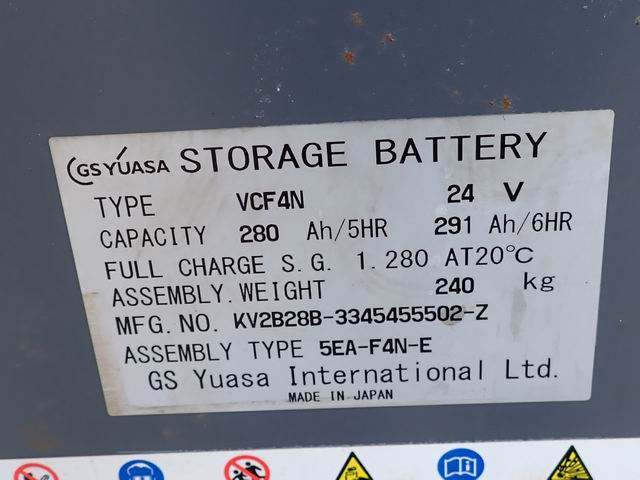 GS YUASA STORAGE BATTERY
TYPE VCF4N 24 V
CAPACITY 280 Ah/5HR 291 Ah/6HR
FULL CHARGE S.G. 1.280 AT20℃
ASSEMBLY.WEIGHT 240 kg
MFG.NO. KV2B28B-3345455502-Z
ASSEMBLY TYPE 5EA-F4N-E
GS Yuasa International Ltd.
MADE IN JAPAN